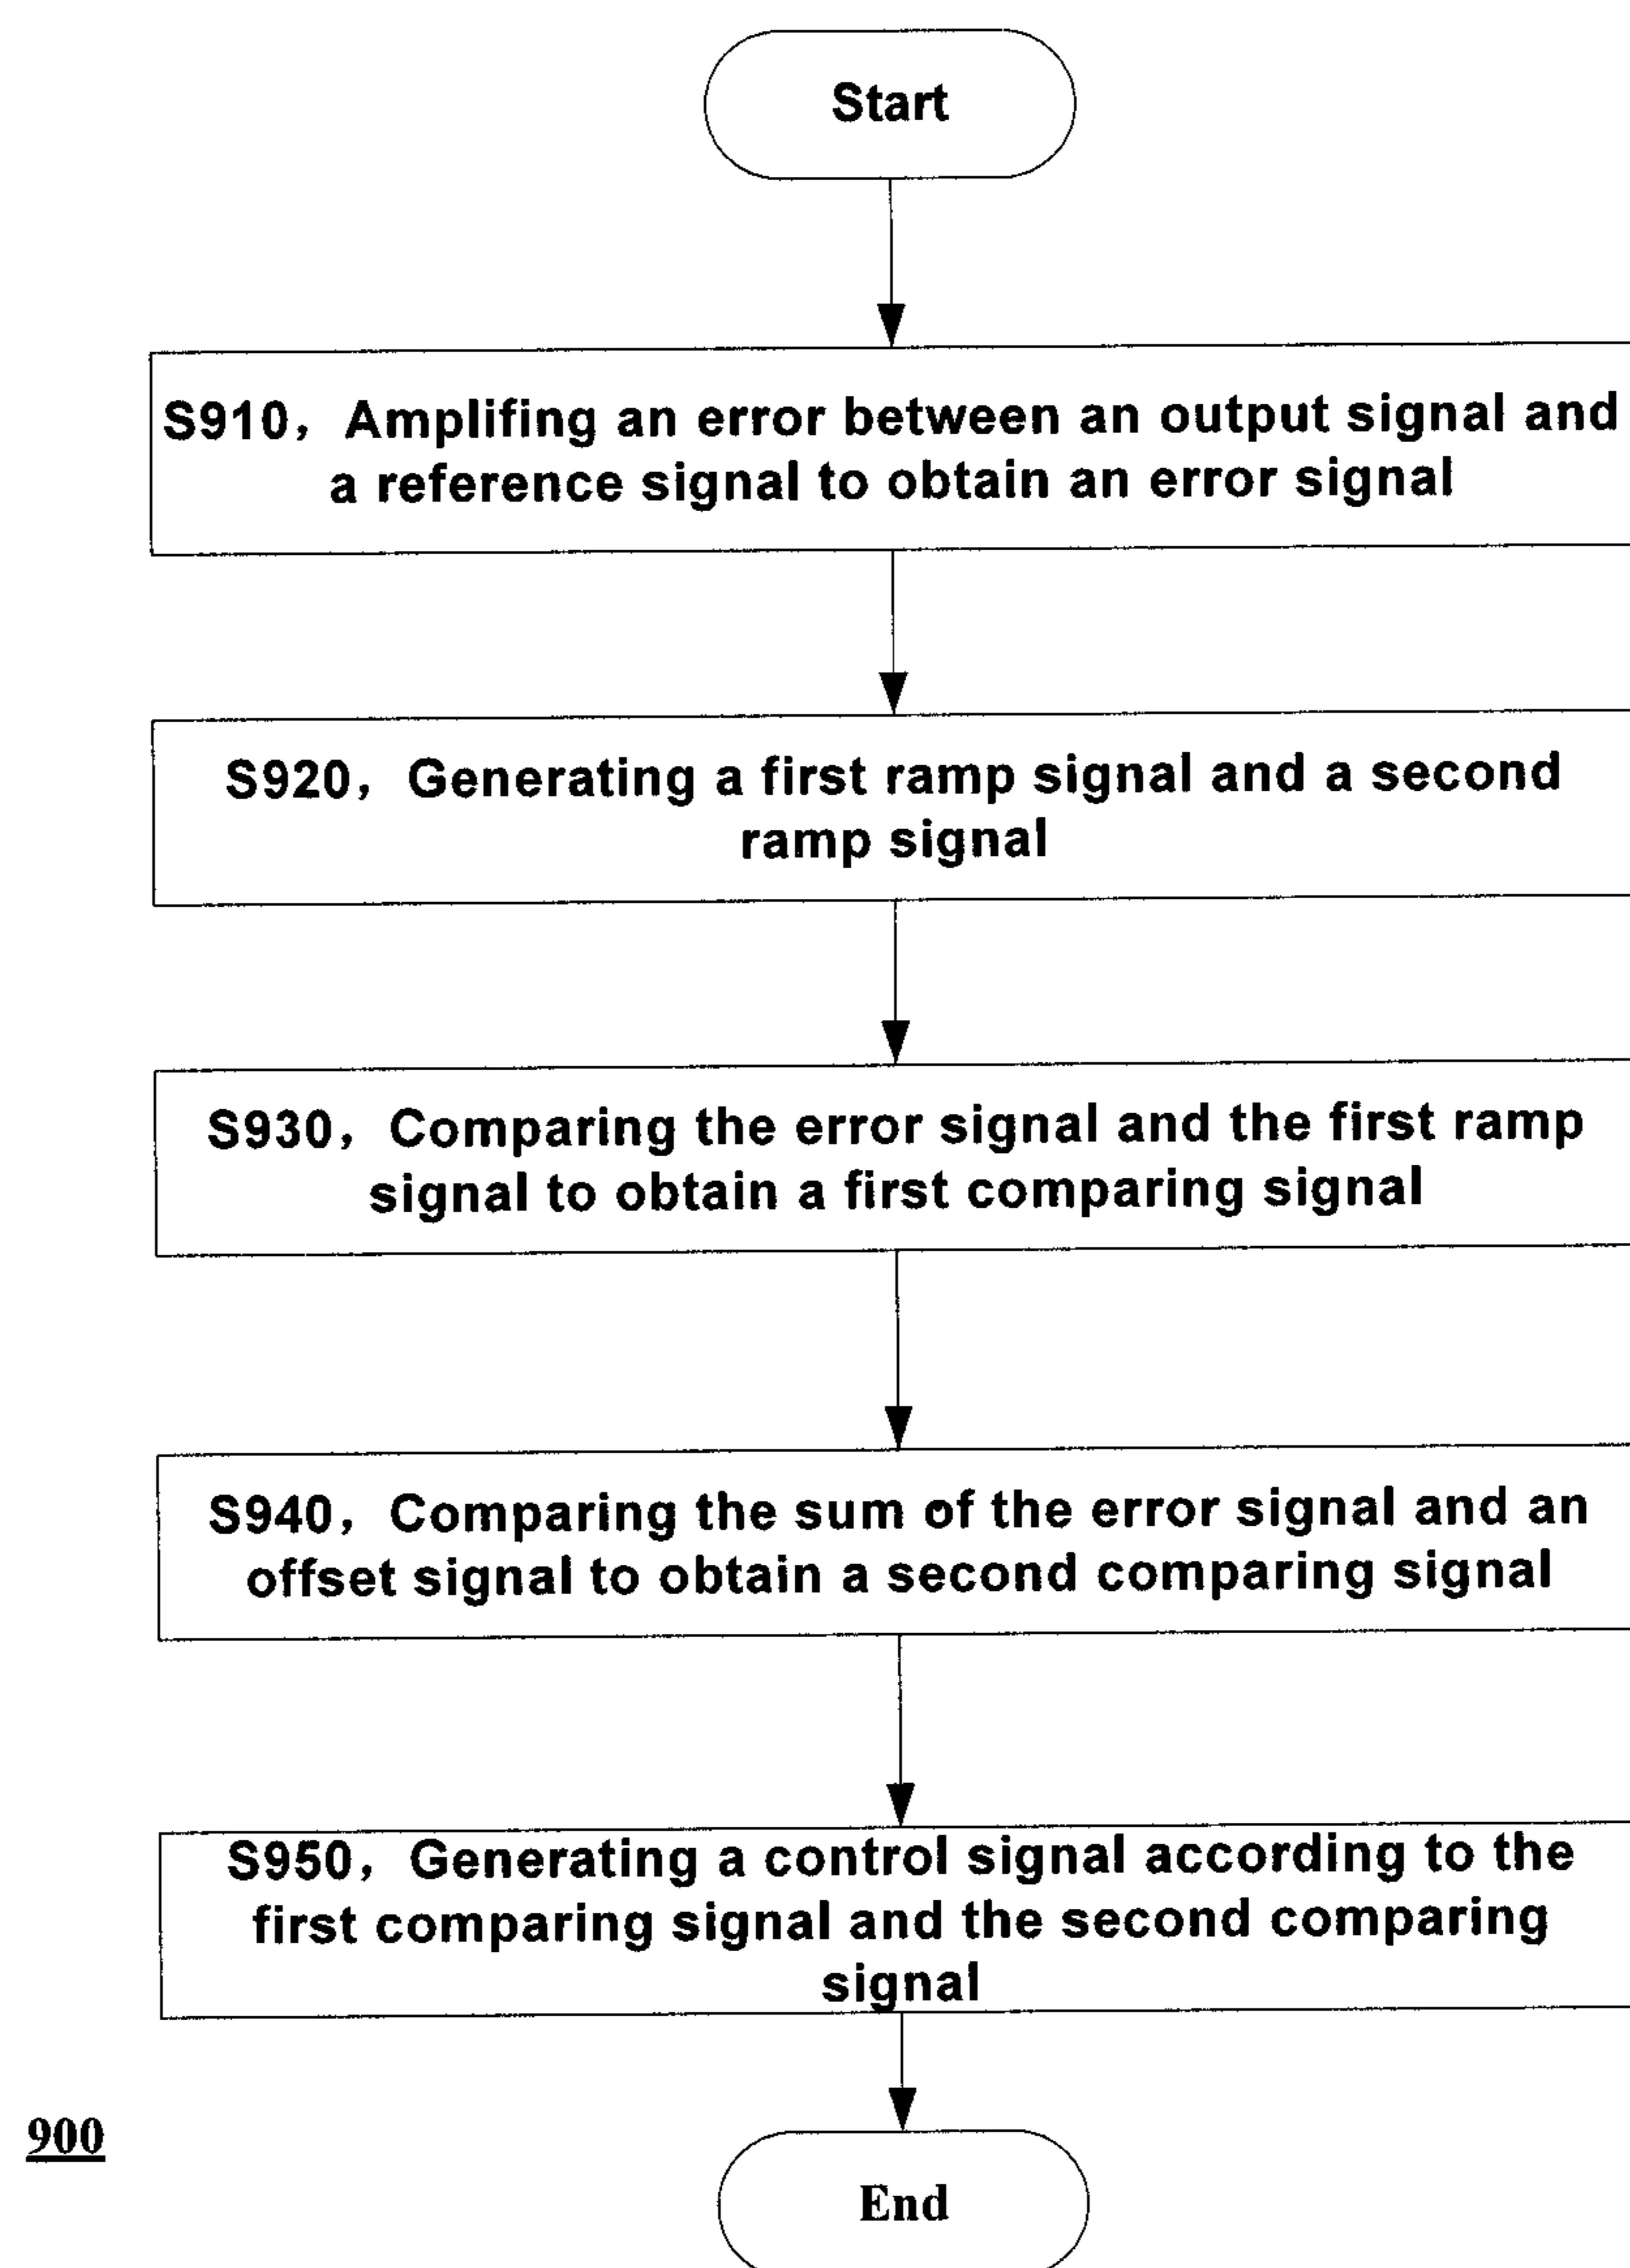 Start
S910, Amplifing an error between an output signal and
a reference signal to obtain an error signal
S920, Generating a first ramp signal and a second
ramp signal
S930, Comparing the error signal and the first ramp
signal to obtain a first comparing signal
S940, Comparing the sum of the error signal and an
offset signal to obtain a second comparing signal
S950, Generating a control signal according to the
first comparing signal and the second comparing
signal
900
End